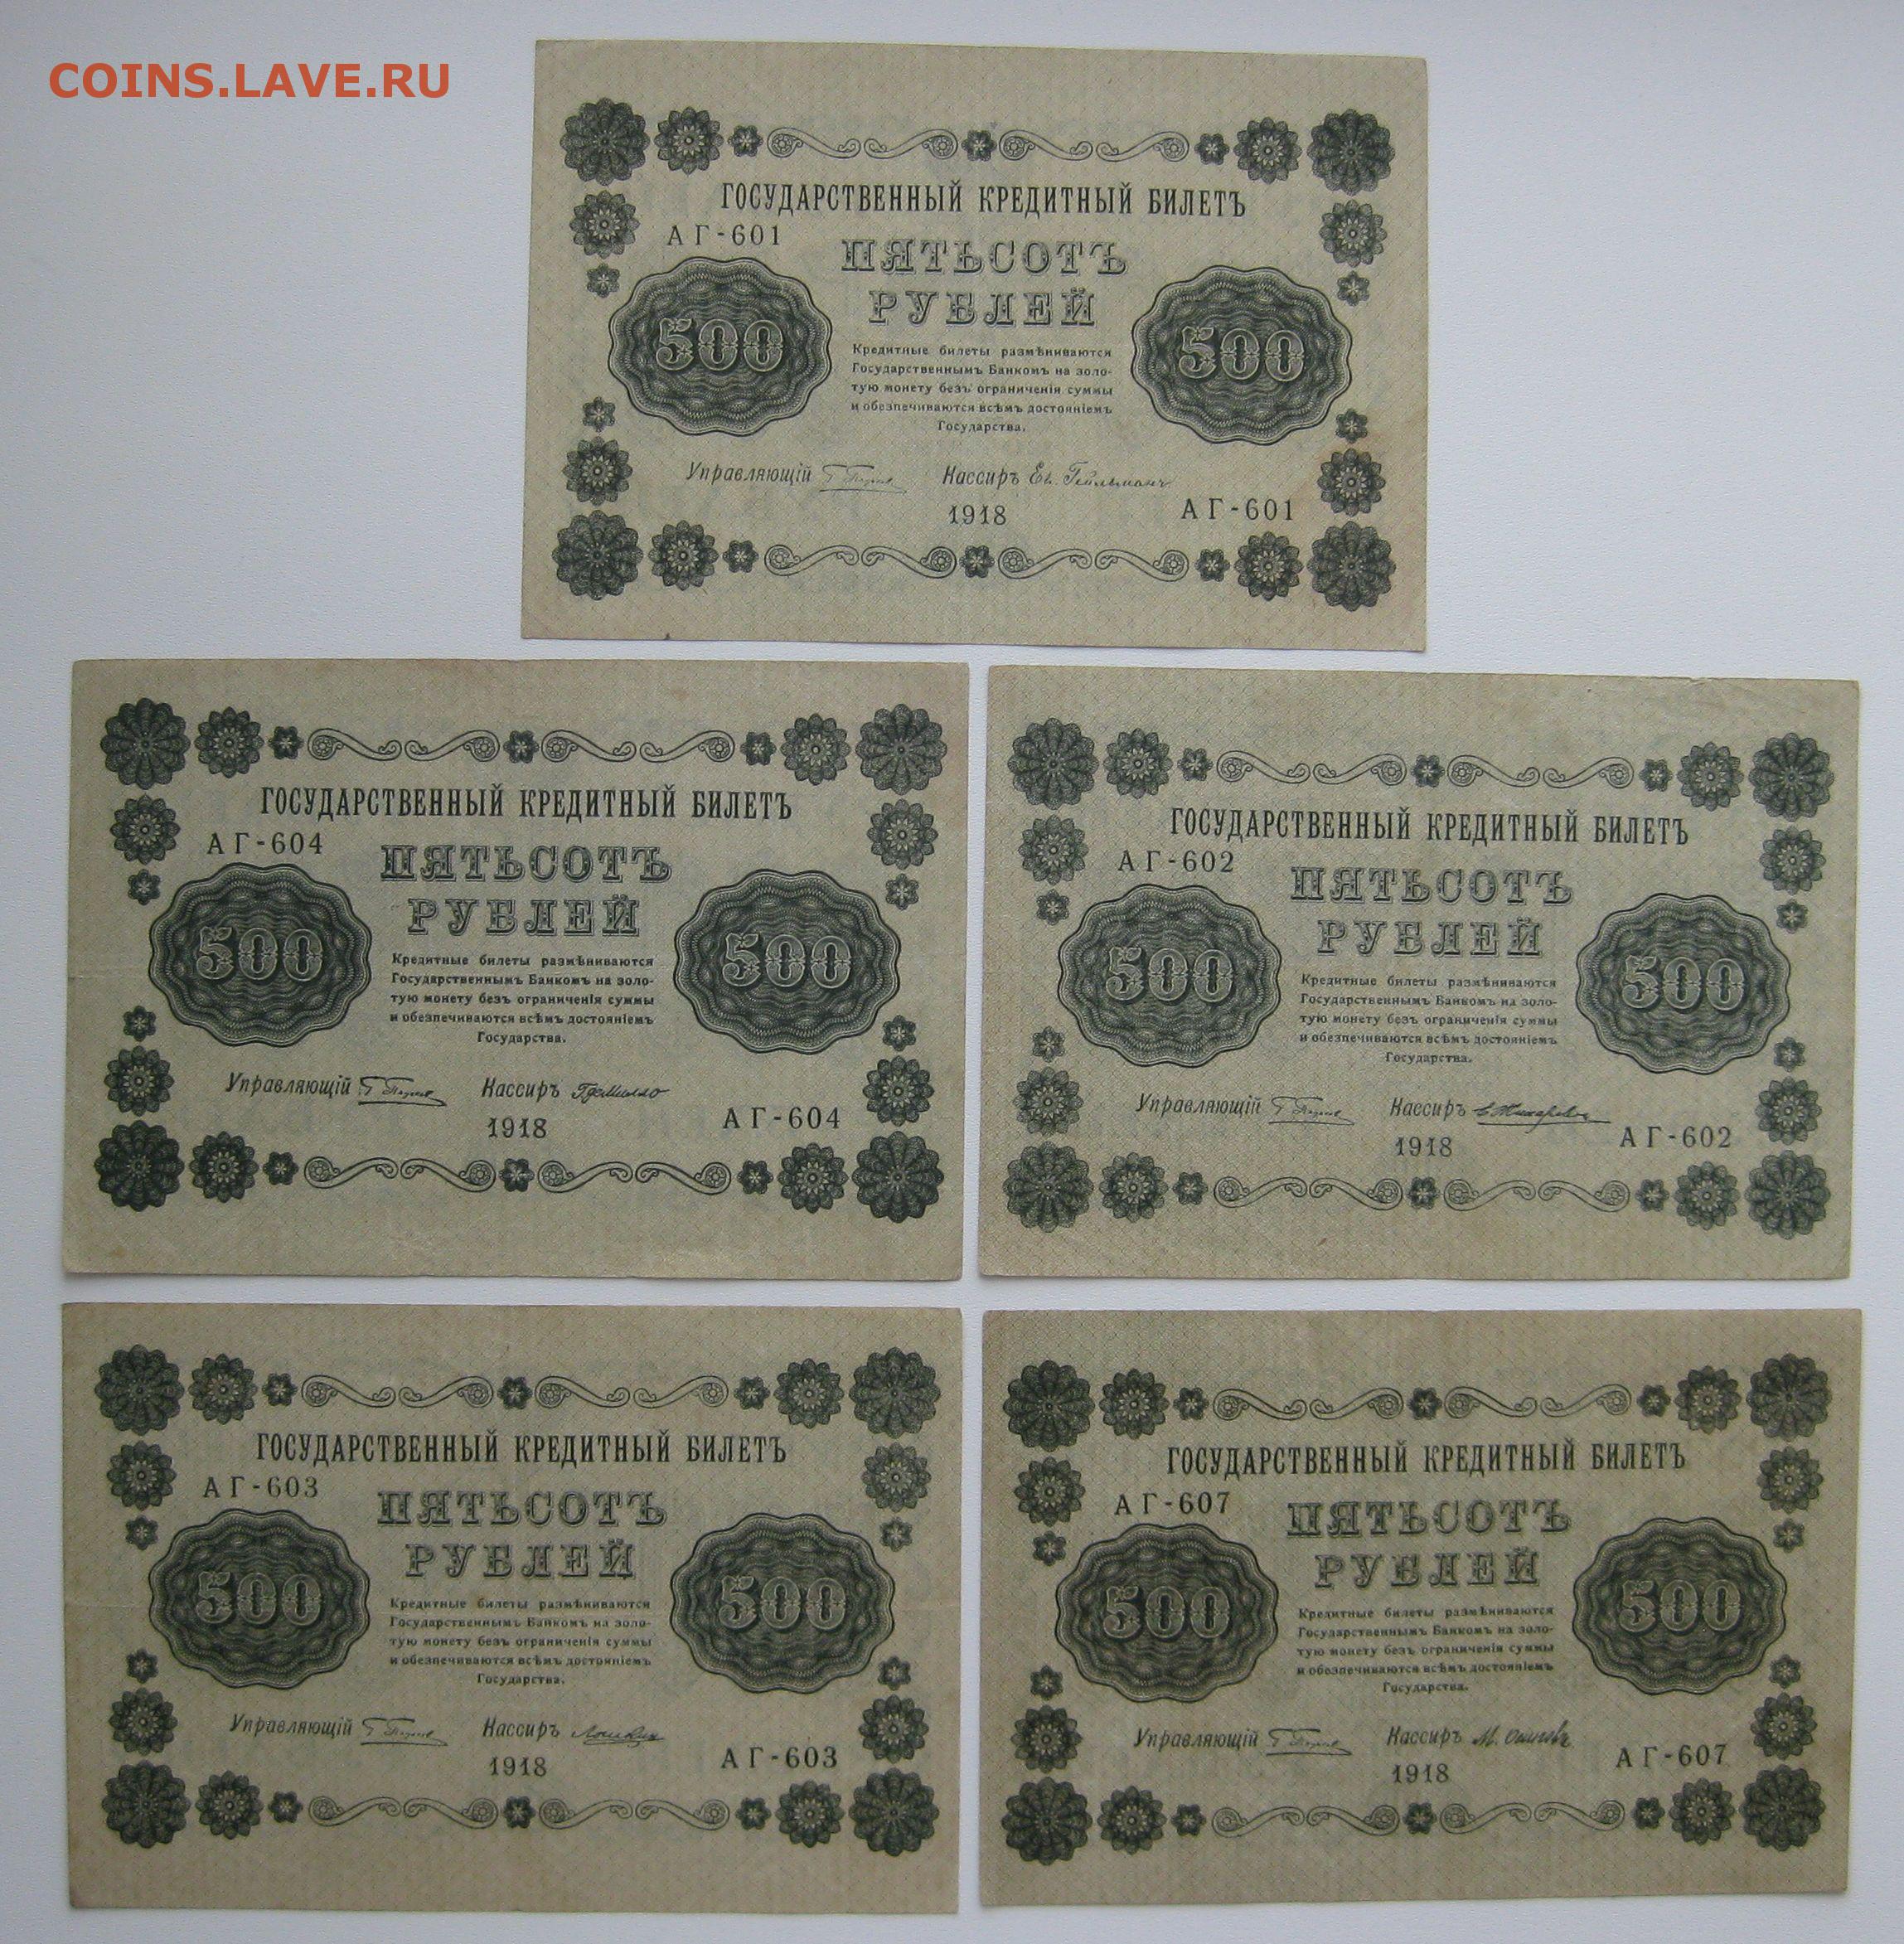 COINS.LAVE.RU
ГОСУДАРСТВЕННЫЙ КРЕДИТНЫЙ БИЛЕТЪ
АГ-601
ПЯТЬСОТЪ
РУБЛЕЙ
500 500
Кредитные билеты размѣниваются
Государственнымъ Банкомъ на золо-
тую монету безъ ограниченія суммы
и обезпечиваются всѣмъ достояніемъ
Государства.
Управляющій Кассиръ Ев. Гейльманъ
1918
АГ-601
ГОСУДАРСТВЕННЫЙ КРЕДИТНЫЙ БИЛЕТЪ
АГ-604
ПЯТЬСОТЪ
РУБЛЕЙ
500 500
Кредитные билеты размѣниваются
Государственнымъ Банкомъ на золо-
тую монету безъ ограниченія суммы
и обезпечиваются всѣмъ достояніемъ
Государства.
Управляющій Кассиръ
1918
АГ-604
ГОСУДАРСТВЕННЫЙ КРЕДИТНЫЙ БИЛЕТЪ
АГ-602
ПЯТЬСОТЪ
РУБЛЕЙ
500 500
Кредитные билеты размѣниваются
Государственнымъ Банкомъ на золо-
тую монету безъ ограниченія суммы
и обезпечиваются всѣмъ достояніемъ
Государства.
Управляющій Кассиръ
1918
АГ-602
ГОСУДАРСТВЕННЫЙ КРЕДИТНЫЙ БИЛЕТЪ
АГ-603
ПЯТЬСОТЪ
РУБЛЕЙ
500 500
Кредитные билеты размѣниваются
Государственнымъ Банкомъ на золо-
тую монету безъ ограниченія суммы
и обезпечиваются всѣмъ достояніемъ
Государства.
Управляющій Кассиръ
1918
АГ-603
ГОСУДАРСТВЕННЫЙ КРЕДИТНЫЙ БИЛЕТЪ
АГ-607
ПЯТЬСОТЪ
РУБЛЕЙ
500 500
Кредитные билеты размѣниваются
Государственнымъ Банкомъ на золо-
тую монету безъ ограниченія суммы
и обезпечиваются всѣмъ достояніемъ
Государства.
Управляющій Кассиръ
1918
АГ-607